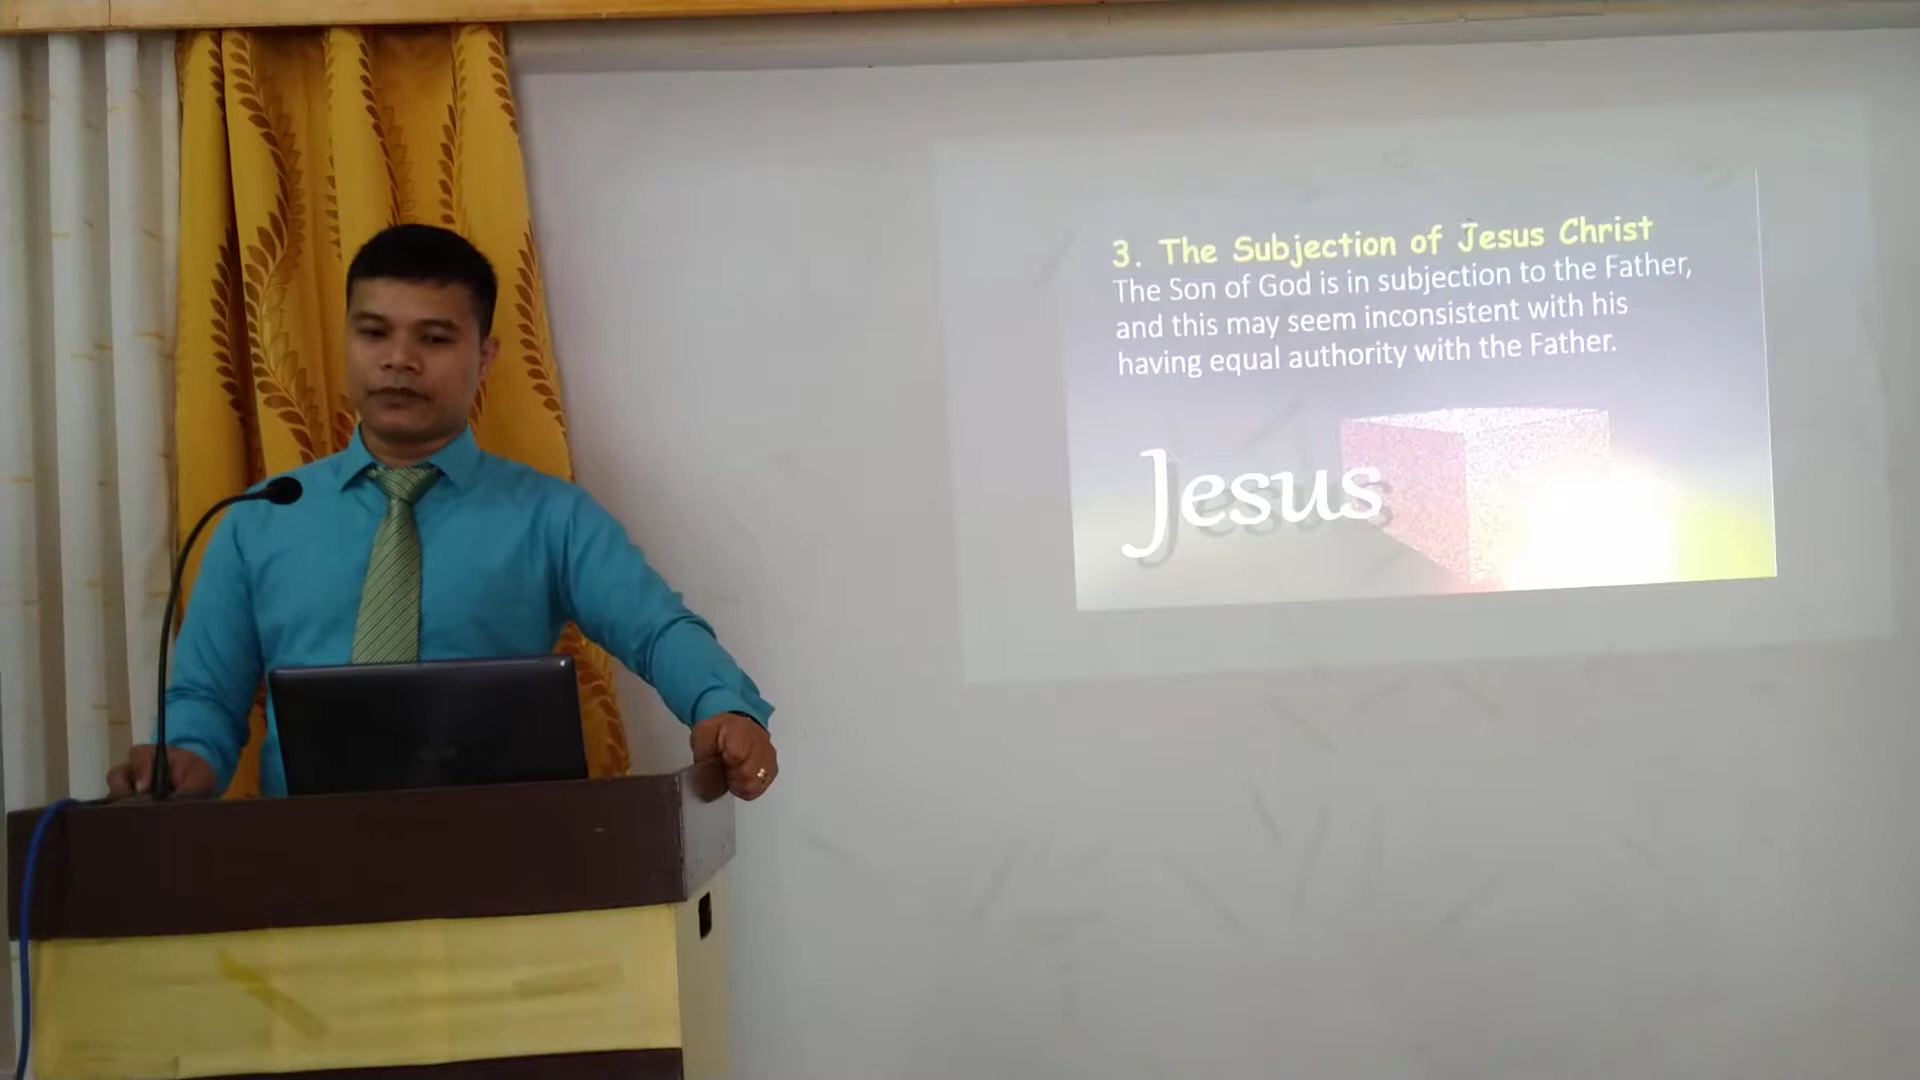 3. The Subjection of Jesus Christ
The Son of God is in subjection to the Father,
and this may seem inconsistent with his
having equal authority with the Father.
Jesus